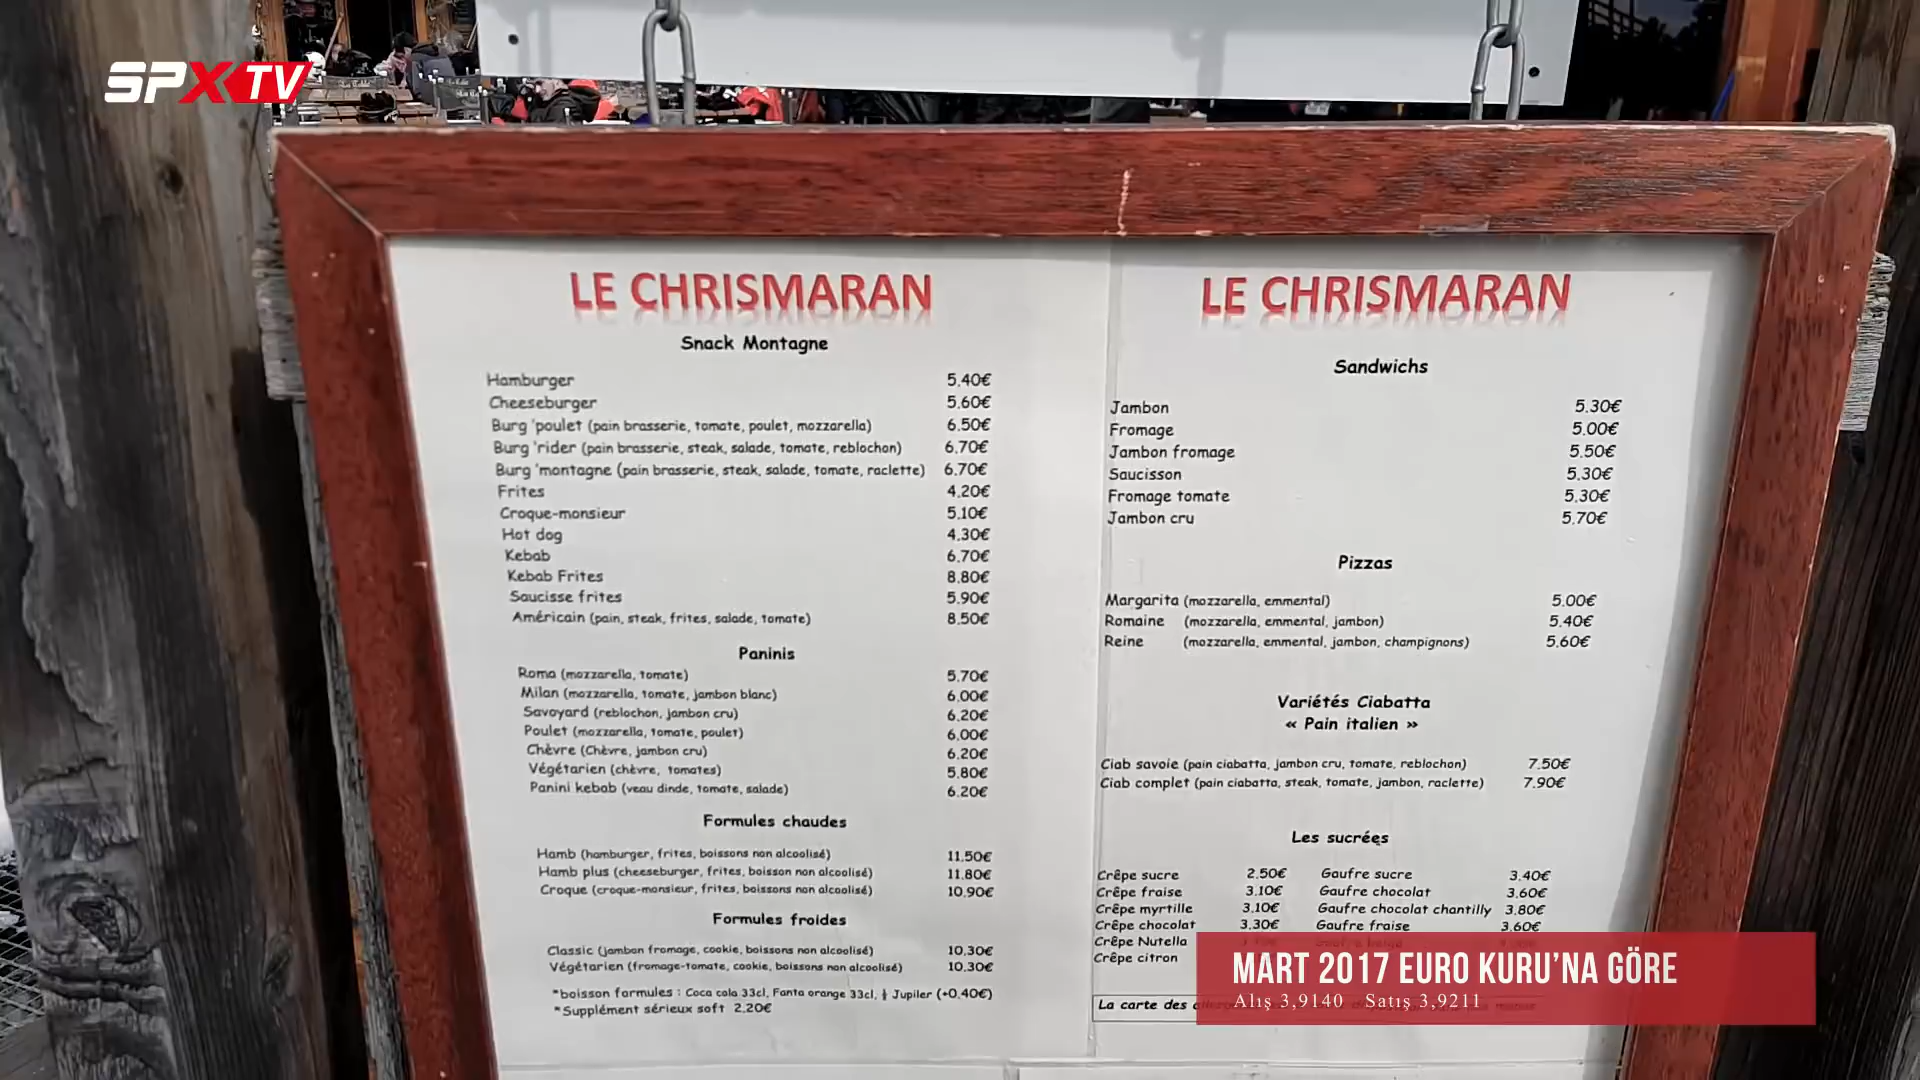 SPXTV
LE CHRISMARAN
Snack Montagne
Hamburger 5.40€
Cheeseburger 5.60€
Burg 'poulet (pain brasserie, tomate, poulet, mozzarella) 6.50€
Burg 'rider (pain brasserie, steak, salade, tomate, reblochon) 6.70€
Burg 'montagne (pain brasserie, steak, salade, tomate, raclette) 6.70€
Frites 4.20€
Croque-monsieur 5.10€
Hot dog 4.30€
Kebab 6.70€
Kebab Frites 8.80€
Saucisse frites 5.90€
Américain (pain, steak, frites, salade, tomate) 8.50€
Paninis
Roma (mozzarella, tomate) 5.70€
Milan (mozzarella, tomate, jambon blanc) 6.00€
Savoyard (reblochon, jambon cru) 6.20€
Poulet (mozzarella, tomate, poulet) 6.00€
Chèvre (Chèvre, jambon cru) 6.20€
Végétarien (chèvre, tomates) 5.80€
Panini kebab (veau dinde, tomate, salade) 6.20€
Formules chaudes
Hamb (hamburger, frites, boissons non alcoolisé) 11.50€
Hamb plus (cheeseburger, frites, boisson non alcoolisé) 11.80€
Croque (croque-monsieur, frites, boissons non alcoolisé) 10.90€
Formules froides
Classic (jambon fromage, cookie, boissons non alcoolisé) 10.30€
Végétarien (fromage-tomate, cookie, boissons non alcoolisé) 10.30€
*boisson formules : Coca cola 33cl, Fanta orange 33cl, ½ Jupiler (+0.40€)
*Supplément sérieux soft 2.20€
LE CHRISMARAN
Sandwichs
Jambon 5.30€
Fromage 5.00€
Jambon fromage 5.50€
Saucisson 5.30€
Fromage tomate 5.30€
Jambon cru 5.70€
Pizzas
Margarita (mozzarella, emmental) 5.00€
Romaine (mozzarella, emmental, jambon) 5.40€
Reine (mozzarella, emmental, jambon, champignons) 5.60€
Variétés Ciabatta
« Pain italien »
Ciab savoie (pain ciabatta, jambon cru, tomate, reblochon) 7.50€
Ciab complet (pain ciabatta, steak, tomate, jambon, raclette) 7.90€
Les sucrées
Crêpe sucre 2.50€ Gaufre sucre 3.40€
Crêpe fraise 3.10€ Gaufre chocolat 3.60€
Crêpe myrtille 3.10€ Gaufre chocolat chantilly 3.80€
Crêpe chocolat 3.30€ Gaufre fraise 3.60€
Crêpe Nutella
Crêpe citron
La carte des
MART 2017 EURO KURU'NA GÖRE
Alış 3,9140 Satış 3,9211